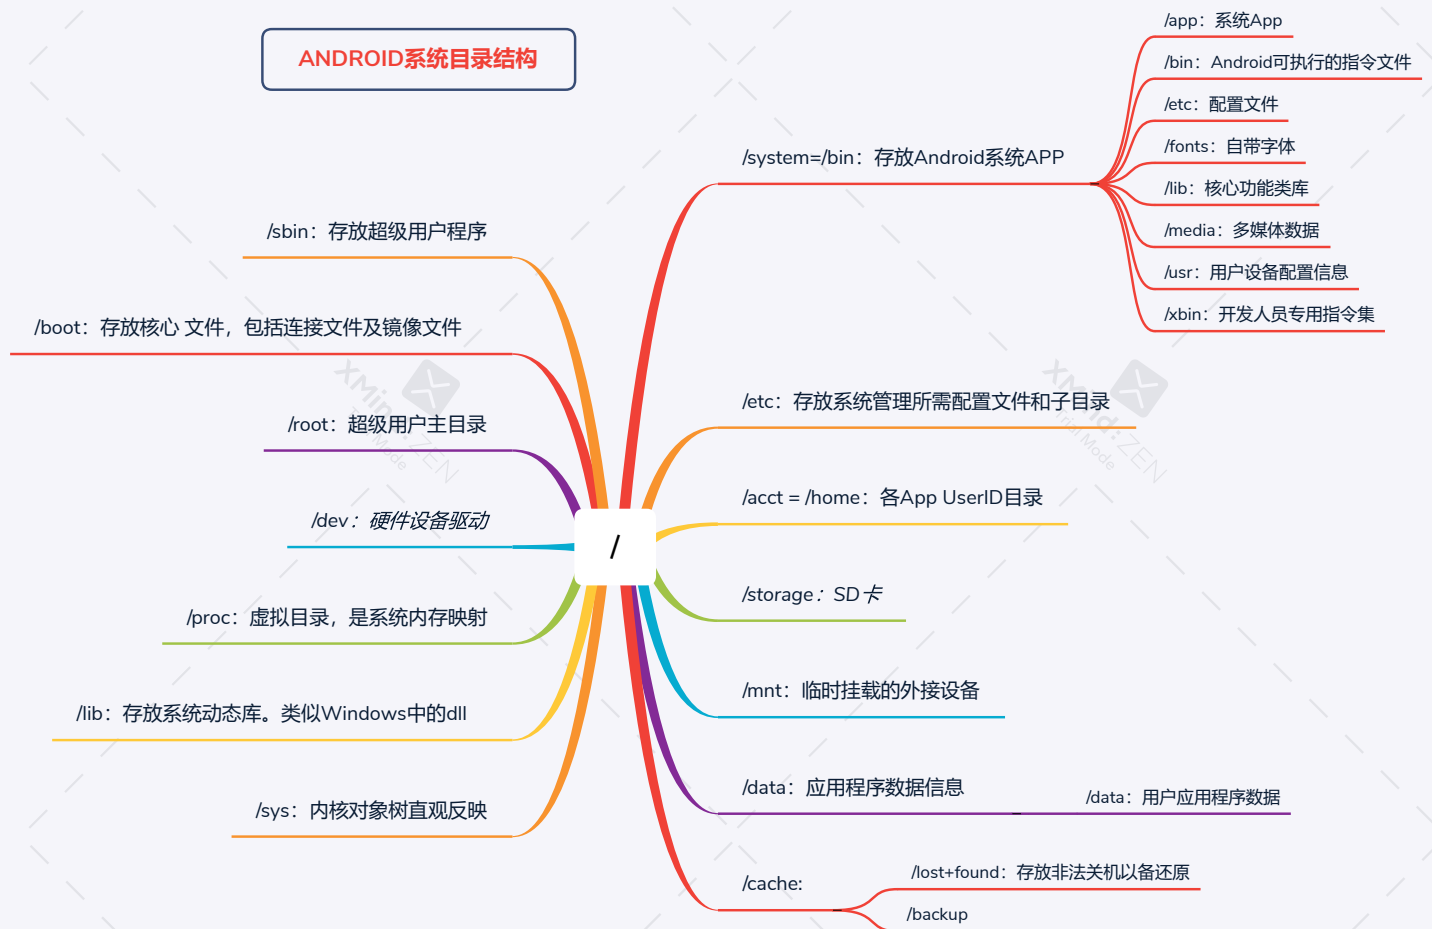 ANDROID系统目录结构
/system=/bin：存放Android系统APP
/app：系统App
/bin：Android可执行的指令文件
/etc：配置文件
/fonts：自带字体
/lib：核心功能类库
/media：多媒体数据
/usr：用户设备配置信息
/xbin：开发人员专用指令集
/etc：存放系统管理所需配置文件和子目录
/acct = /home：各App UserID目录
/storage：SD卡
/mnt：临时挂载的外接设备
/data：应用程序数据信息
/data：用户应用程序数据
/cache:
/lost+found：存放非法关机以备还原
/backup
/
/sbin：存放超级用户程序
/boot：存放核心 文件，包括连接文件及镜像文件
/root：超级用户主目录
/dev：硬件设备驱动
/proc：虚拟目录，是系统内存映射
/lib：存放系统动态库。类似Windows中的dll
/sys：内核对象树直观反映
XMind:ZEN
Trial Mode
XMind:ZEN
Trial Mode